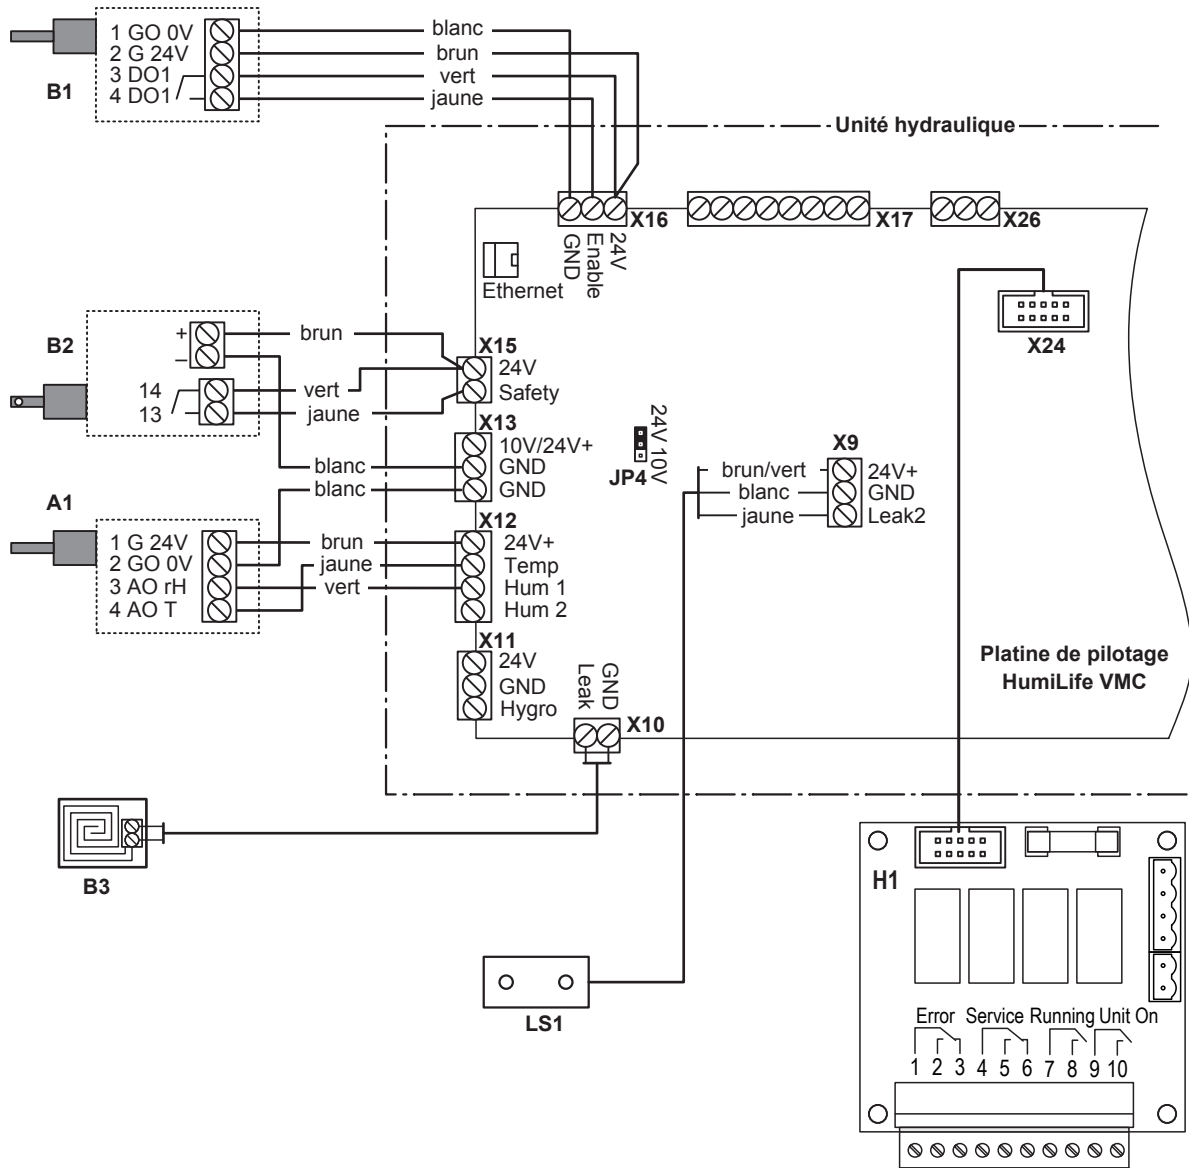 1 GO 0V
2 G 24V
3 DO1
4 DO1
B1
blanc
brun
vert
jaune
Unité hydraulique
X16
X17
X26
GND
Enable
24V
Ethernet
X24
B2
+
–
14
13
brun
vert
jaune
X15
24V
Safety
X13
10V/24V+
GND
GND
blanc
blanc
24V 10V
JP4
X9
brun/vert
24V+
blanc
GND
jaune
Leak2
A1
1 G 24V
2 GO 0V
3 AO rH
4 AO T
brun
jaune
vert
X12
24V+
Temp
Hum 1
Hum 2
X11
24V
GND
Hygro
Leak
GND
X10
Platine de pilotage
HumiLife VMC
B3
LS1
H1
Error Service Running Unit On
1 2 3 4 5 6 7 8 9 10